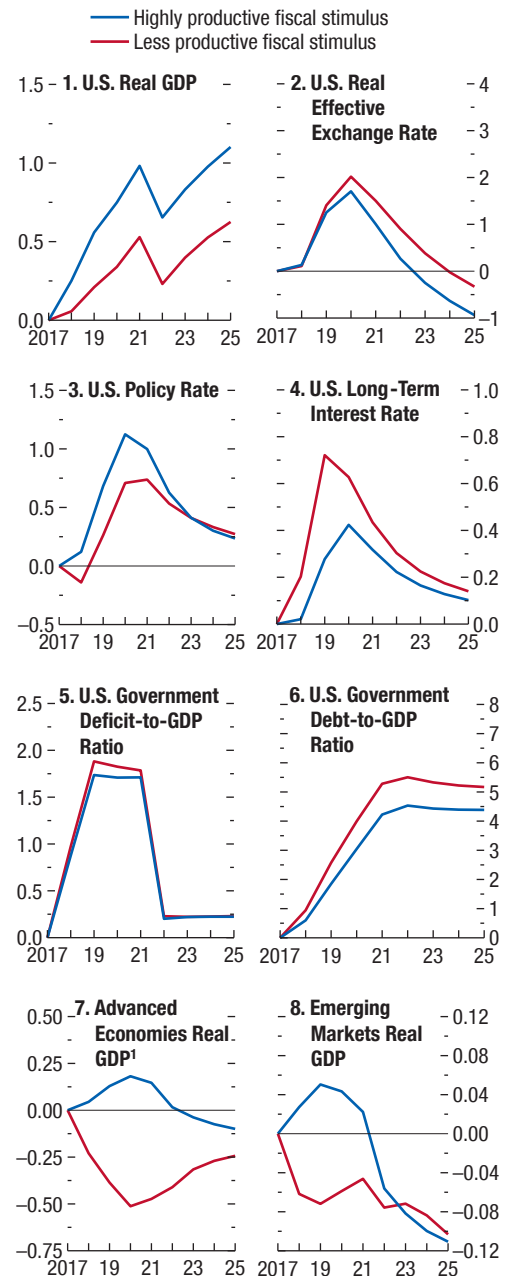 Highly productive fiscal stimulus
Less productive fiscal stimulus
1. U.S. Real GDP
1.5
1.0
0.5
0.0
2017 19 21 23 25
2. U.S. Real
Effective
Exchange Rate
4
3
2
1
0
–1
2017 19 21 23 25
3. U.S. Policy Rate
1.5
1.0
0.5
0.0
–0.5
2017 19 21 23 25
4. U.S. Long-Term
Interest Rate
1.0
0.8
0.6
0.4
0.2
0.0
2017 19 21 23 25
5. U.S. Government
Deficit-to-GDP
Ratio
2.5
2.0
1.5
1.0
0.5
0.0
2017 19 21 23 25
6. U.S. Government
Debt-to-GDP
Ratio
8
7
6
5
4
3
2
1
0
2017 19 21 23 25
7. Advanced
Economies Real
GDP¹
0.50
0.25
0.00
–0.25
–0.50
–0.75
2017 19 21 23 25
8. Emerging
Markets Real
GDP
0.12
0.08
0.04
0.00
–0.04
–0.08
–0.12
2017 19 21 23 25